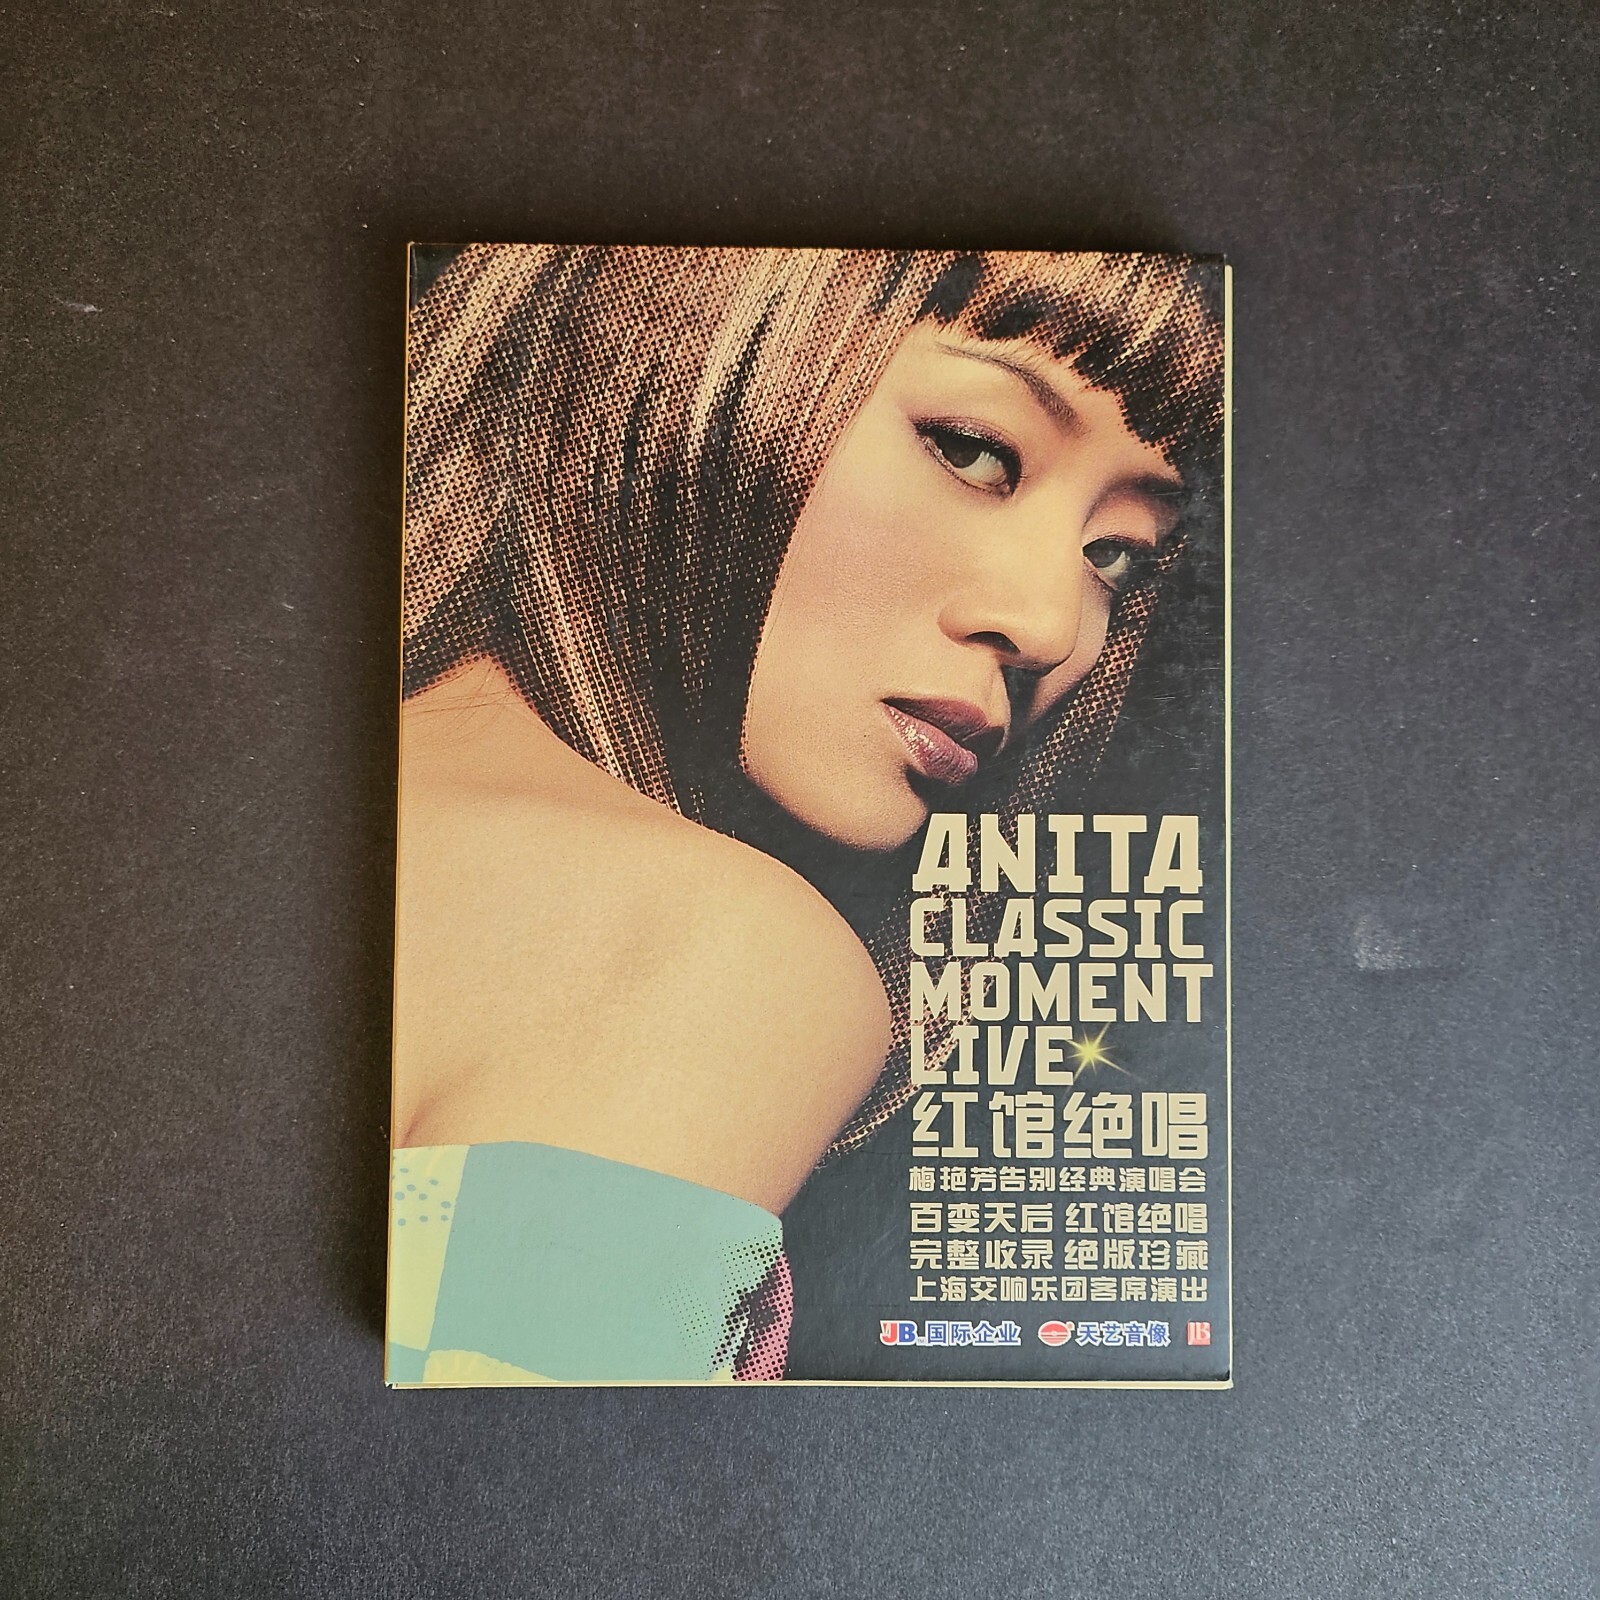 ANITA
CLASSIC
MOMENT
LIVE
红馆绝唱
梅艳芳告别经典演唱会
百变天后 红馆绝唱
完整收录 绝版珍藏
上海交响乐团客席演出
JB 国际企业 天艺音像 JB